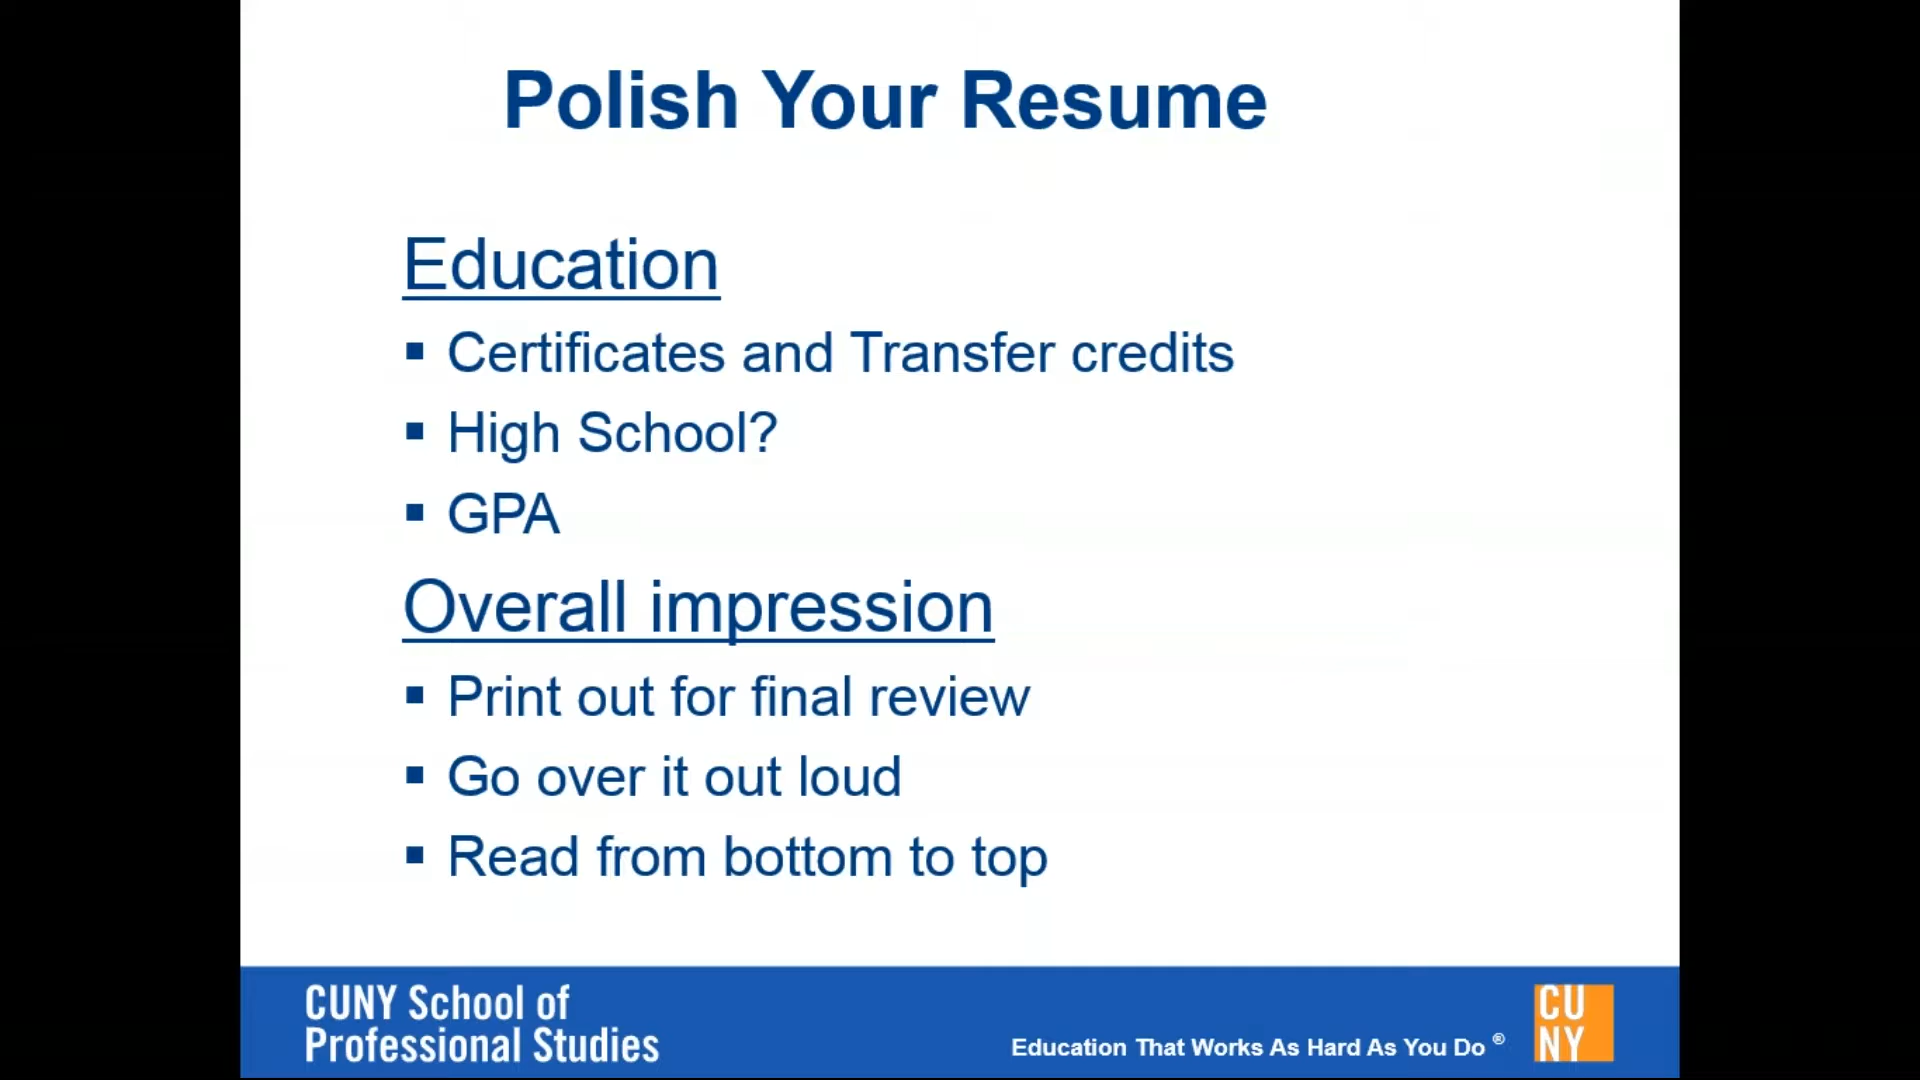 Polish Your Resume
Education
▪ Certificates and Transfer credits
▪ High School?
▪ GPA
Overall impression
▪ Print out for final review
▪ Go over it out loud
▪ Read from bottom to top
CUNY School of
Professional Studies
Education That Works As Hard As You Do ®
CU
NY